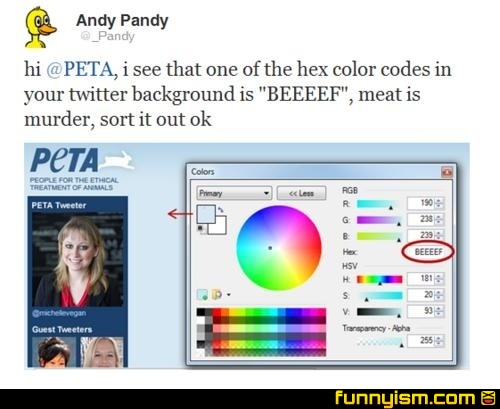 Andy Pandy
@_Pandy
hi @PETA, i see that one of the hex color codes in
your twitter background is "BEEEEF", meat is
murder, sort it out ok
PETA
PEOPLE FOR THE ETHICAL
TREATMENT OF ANIMALS
PETA Tweeter
@michellevegan
Guest Tweeters
Colors
Primary
<< Less
RGB
R: 190
G: 238
B: 239
Hex: BEEEEF
HSV
H: 181
S: 20
V: 93
Transparency - Alpha
255
funnyism.com